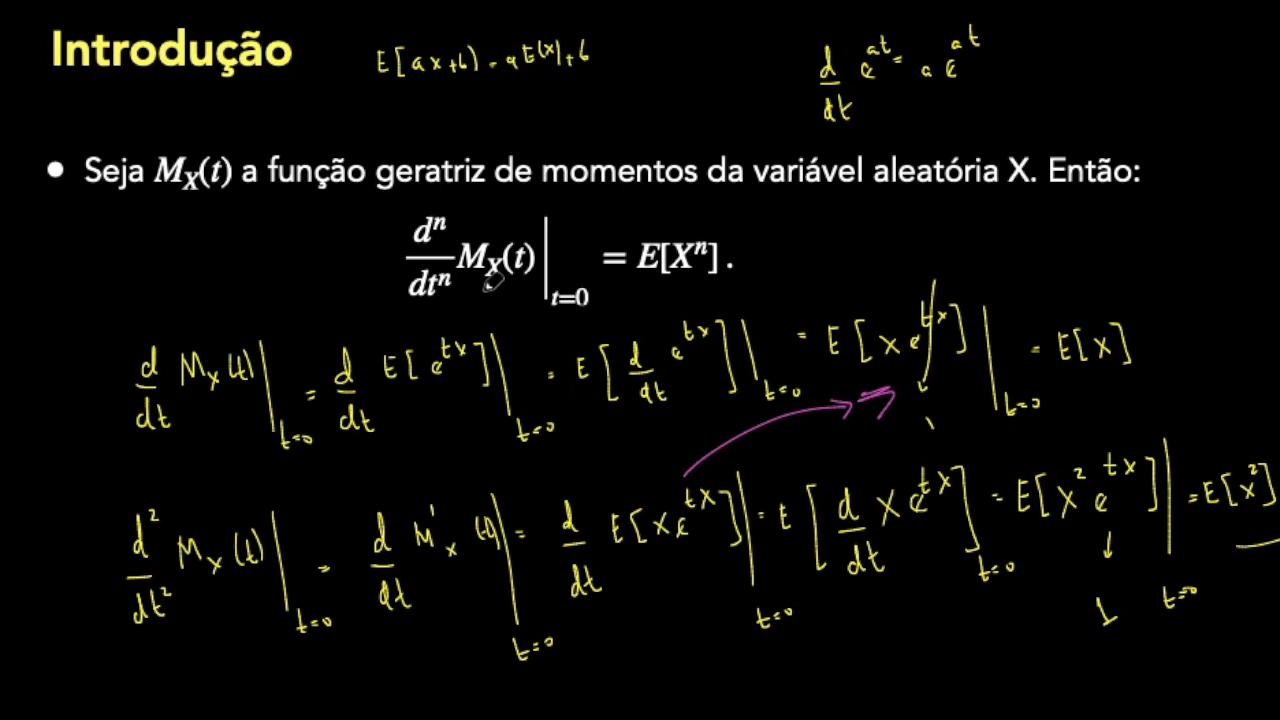 Introdução
E[ax+b) = aE(x)+b
d/dt e^{at} = a e^{at}
• Seja M_X(t) a função geratriz de momentos da variável aleatória X. Então:
d^n/dt^n M_X(t)|_{t=0} = E[X^n].
d/dt M_X(t)|_{t=0} = d/dt E[e^{tx}]|_{t=0} = E[d/dt e^{tx}]|_{t=0} = E[x e^{tx}]|_{t=0} = E[X]
1
d²/dt² M_X(t)|_{t=0} = d/dt M'_X(t)|_{t=0} = d/dt E[X e^{tX}]|_{t=0} = E[d/dt X e^{tX}]_{t=0} = E[X² e^{tX}]|_{t=0} = E[X²]
1